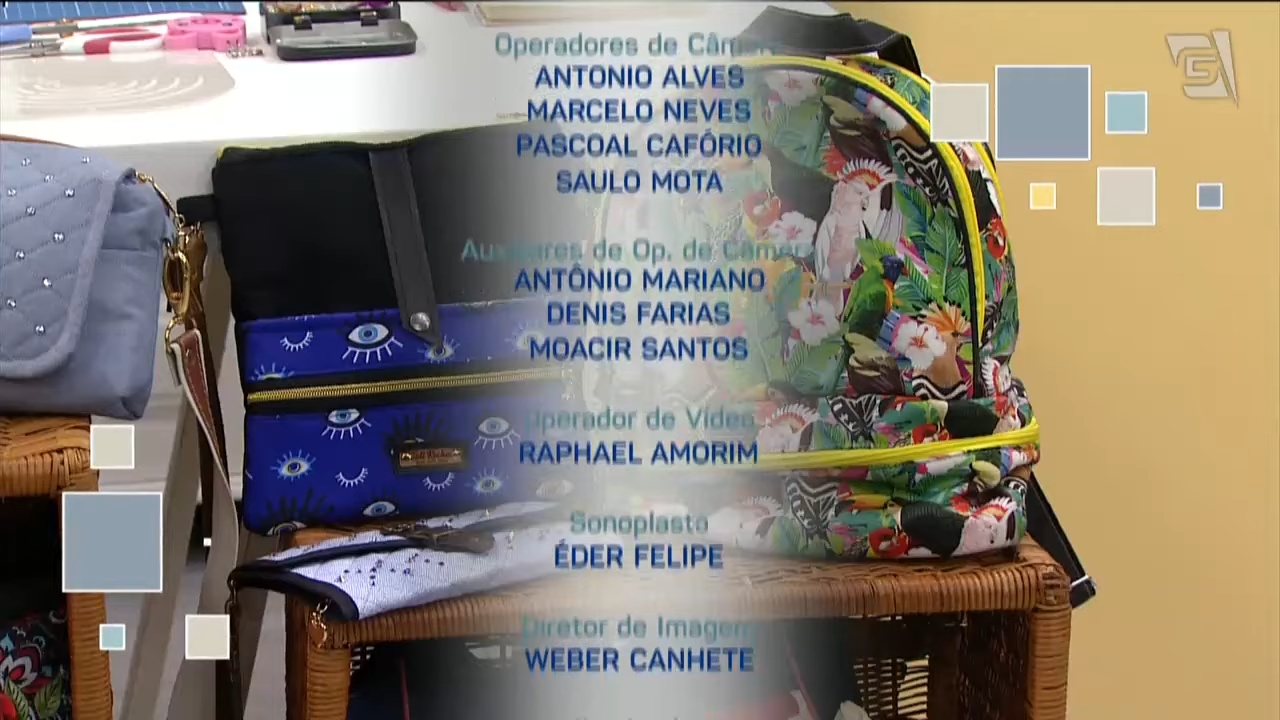 Operadores de Câmera
ANTONIO ALVES
MARCELO NEVES
PASCOAL CAFÓRIO
SAULO MOTA
Auxiliares de Op. de Câmera
ANTÔNIO MARIANO
DENIS FARIAS
MOACIR SANTOS
Operador de Vídeo
RAPHAEL AMORIM
Sonoplasto
ÉDER FELIPE
Diretor de Imagem
WEBER CANHETE